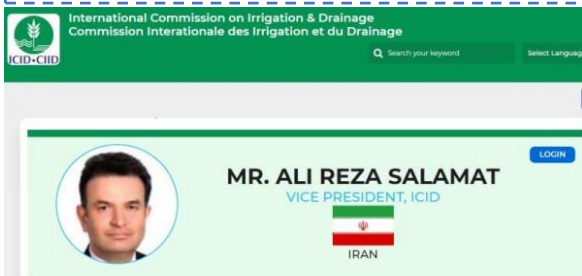 International Commission on Irrigation & Drainage
Commission Interationale des Irrigation et du Drainage
ICID•CIID
Search your keyword
Select Languag
LOGIN
MR. ALI REZA SALAMAT
VICE PRESIDENT, ICID
IRAN